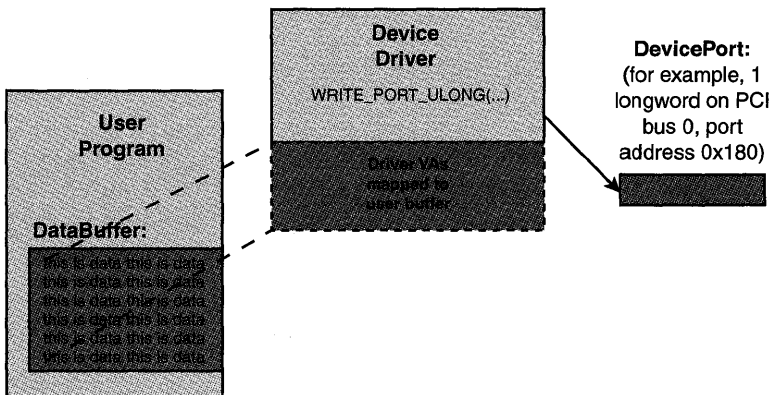 Device
Driver
WRITE_PORT_ULONG(...)
Driver VAs
mapped to
user buffer
DevicePort:
(for example, 1
longword on PCI
bus 0, port
address 0x180)
User
Program
DataBuffer:
this is data this is data
this is data this is data
this is data this is data
this is data this is data
this is data this is data
this is data this is data